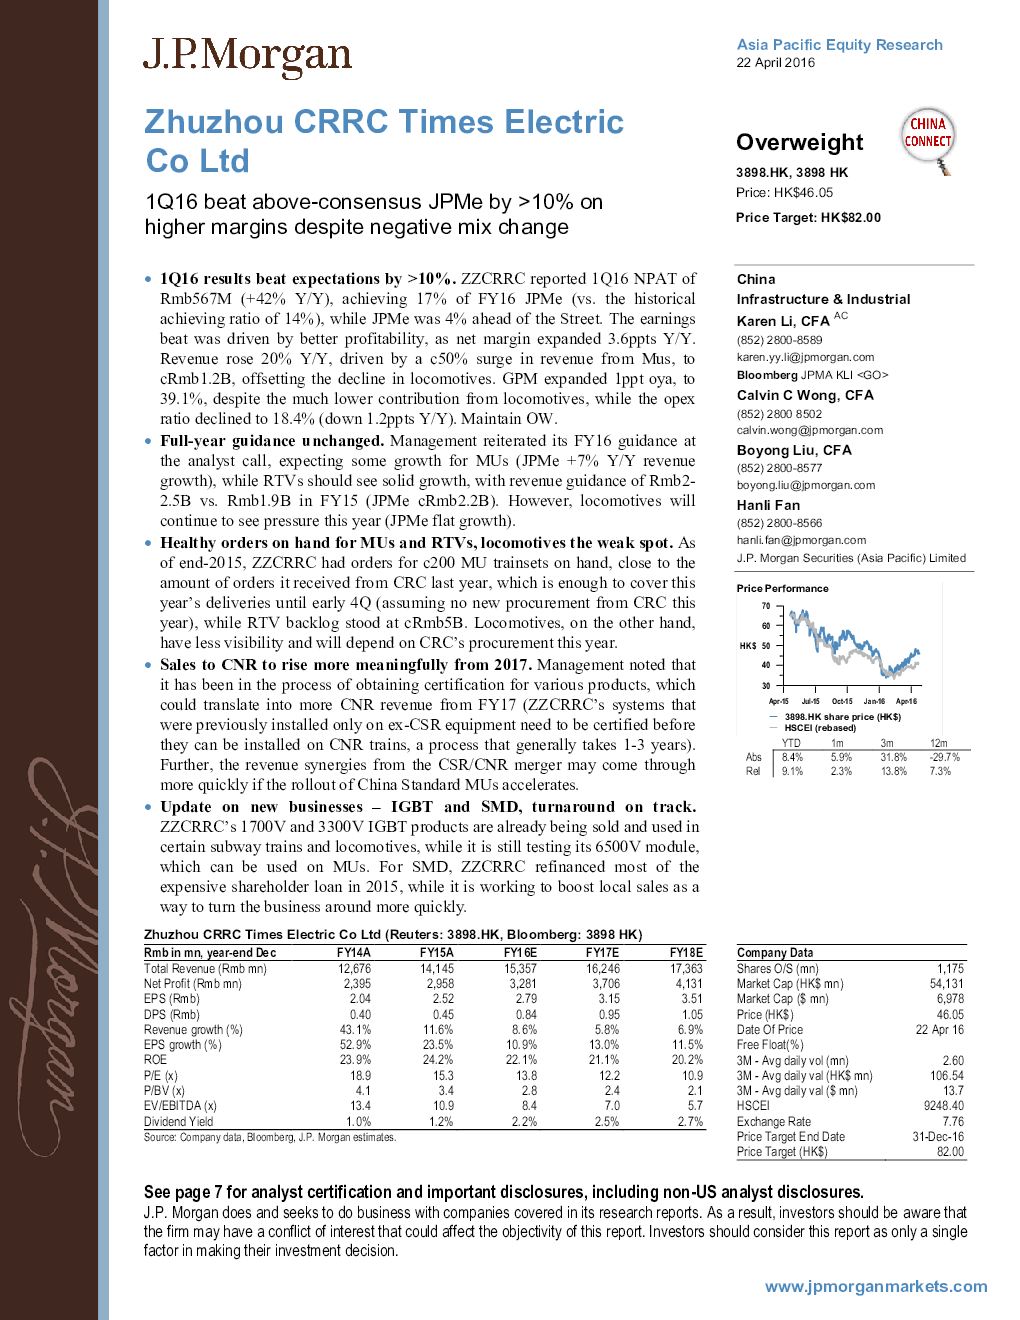 J.P.Morgan
Asia Pacific Equity Research
22 April 2016
Zhuzhou CRRC Times Electric
Co Ltd
1Q16 beat above-consensus JPMe by >10% on
higher margins despite negative mix change
Overweight
CHINA
CONNECT
3898.HK, 3898 HK
Price: HK$46.05
Price Target: HK$82.00
• 1Q16 results beat expectations by >10%. ZZCRRC reported 1Q16 NPAT of
Rmb567M (+42% Y/Y), achieving 17% of FY16 JPMe (vs. the historical
achieving ratio of 14%), while JPMe was 4% ahead of the Street. The earnings
beat was driven by better profitability, as net margin expanded 3.6ppts Y/Y.
Revenue rose 20% Y/Y, driven by a c50% surge in revenue from Mus, to
cRmb1.2B, offsetting the decline in locomotives. GPM expanded 1ppt oya, to
39.1%, despite the much lower contribution from locomotives, while the opex
ratio declined to 18.4% (down 1.2ppts Y/Y). Maintain OW.
• Full-year guidance unchanged. Management reiterated its FY16 guidance at
the analyst call, expecting some growth for MUs (JPMe +7% Y/Y revenue
growth), while RTVs should see solid growth, with revenue guidance of Rmb2-
2.5B vs. Rmb1.9B in FY15 (JPMe cRmb2.2B). However, locomotives will
continue to see pressure this year (JPMe flat growth).
• Healthy orders on hand for MUs and RTVs, locomotives the weak spot. As
of end-2015, ZZCRRC had orders for c200 MU trainsets on hand, close to the
amount of orders it received from CRC last year, which is enough to cover this
year's deliveries until early 4Q (assuming no new procurement from CRC this
year), while RTV backlog stood at cRmb5B. Locomotives, on the other hand,
have less visibility and will depend on CRC's procurement this year.
• Sales to CNR to rise more meaningfully from 2017. Management noted that
it has been in the process of obtaining certification for various products, which
could translate into more CNR revenue from FY17 (ZZCRRC's systems that
were previously installed only on ex-CSR equipment need to be certified before
they can be installed on CNR trains, a process that generally takes 1-3 years).
Further, the revenue synergies from the CSR/CNR merger may come through
more quickly if the rollout of China Standard MUs accelerates.
• Update on new businesses – IGBT and SMD, turnaround on track.
ZZCRRC's 1700V and 3300V IGBT products are already being sold and used in
certain subway trains and locomotives, while it is still testing its 6500V module,
which can be used on MUs. For SMD, ZZCRRC refinanced most of the
expensive shareholder loan in 2015, while it is working to boost local sales as a
way to turn the business around more quickly.
China
Infrastructure & Industrial
Karen Li, CFA AC
(852) 2800-8589
karen.yy.li@jpmorgan.com
Bloomberg JPMA KLI <GO>
Calvin C Wong, CFA
(852) 2800 8502
calvin.wong@jpmorgan.com
Boyong Liu, CFA
(852) 2800-8577
boyong.liu@jpmorgan.com
Hanli Fan
(852) 2800-8566
hanli.fan@jpmorgan.com
J.P. Morgan Securities (Asia Pacific) Limited
Price Performance
70
60
HK$ 50
40
30
Apr-15 Jul-15 Oct-15 Jan-16 Apr-16
3898.HK share price (HK$)
HSCEI (rebased)
YTD 1m 3m 12m
Abs 8.4% 5.9% 31.8% -29.7%
Rel 9.1% 2.3% 13.8% 7.3%
Zhuzhou CRRC Times Electric Co Ltd (Reuters: 3898.HK, Bloomberg: 3898 HK)
Rmb in mn, year-end Dec FY14A FY15A FY16E FY17E FY18E
Total Revenue (Rmb mn) 12,676 14,145 15,357 16,246 17,363
Net Profit (Rmb mn) 2,395 2,958 3,281 3,706 4,131
EPS (Rmb) 2.04 2.52 2.79 3.15 3.51
DPS (Rmb) 0.40 0.45 0.84 0.95 1.05
Revenue growth (%) 43.1% 11.6% 8.6% 5.8% 6.9%
EPS growth (%) 52.9% 23.5% 10.9% 13.0% 11.5%
ROE 23.9% 24.2% 22.1% 21.1% 20.2%
P/E (x) 18.9 15.3 13.8 12.2 10.9
P/BV (x) 4.1 3.4 2.8 2.4 2.1
EV/EBITDA (x) 13.4 10.9 8.4 7.0 5.7
Dividend Yield 1.0% 1.2% 2.2% 2.5% 2.7%
Source: Company data, Bloomberg, J.P. Morgan estimates.
Company Data
Shares O/S (mn) 1,175
Market Cap (HK$ mn) 54,131
Market Cap ($ mn) 6,978
Price (HK$) 46.05
Date Of Price 22 Apr 16
Free Float(%)
3M - Avg daily vol (mn) 2.60
3M - Avg daily val (HK$ mn) 106.54
3M - Avg daily val ($ mn) 13.7
HSCEI 9248.40
Exchange Rate 7.76
Price Target End Date 31-Dec-16
Price Target (HK$) 82.00
J.P.Morgan
See page 7 for analyst certification and important disclosures, including non-US analyst disclosures.
J.P. Morgan does and seeks to do business with companies covered in its research reports. As a result, investors should be aware that
the firm may have a conflict of interest that could affect the objectivity of this report. Investors should consider this report as only a single
factor in making their investment decision.
www.jpmorganmarkets.com